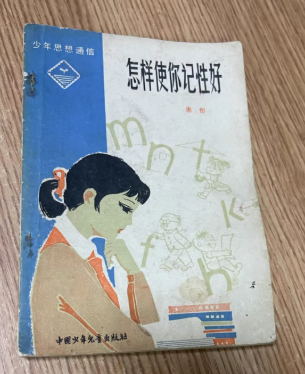 少年思想通信
怎样使你记性好
m n t
k
f h
中国少年儿童出版社